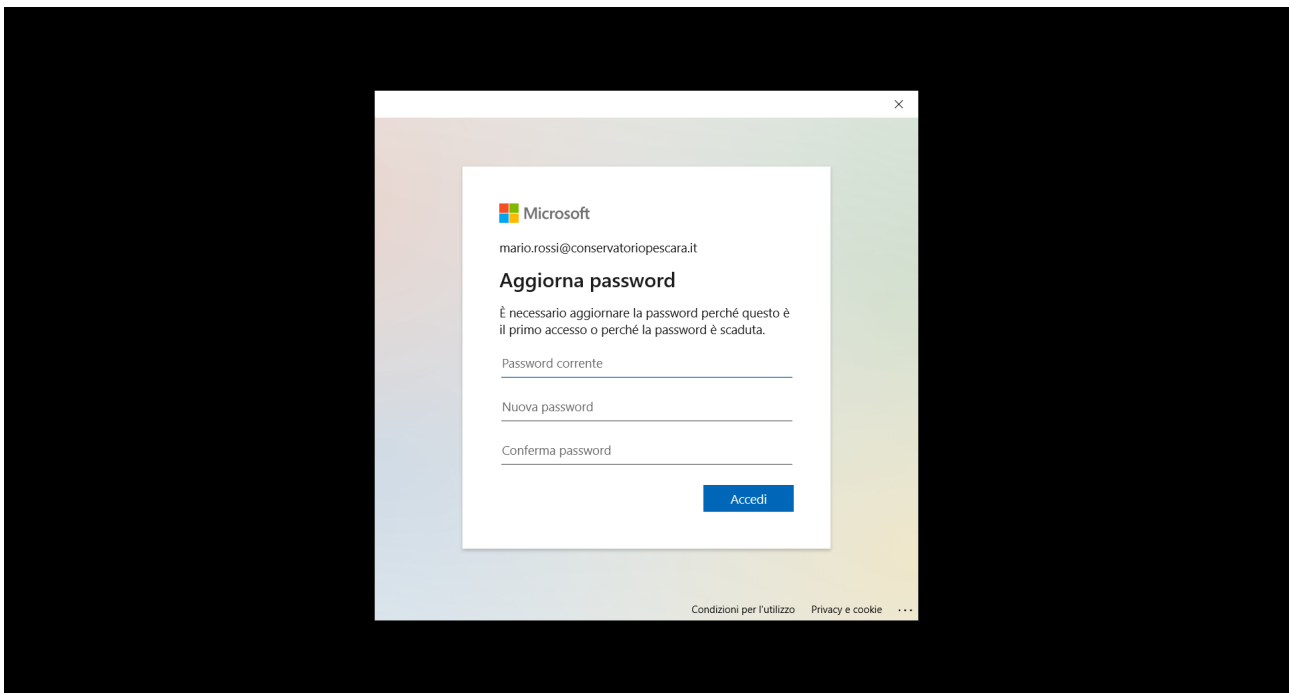 Microsoft
mario.rossi@conservatoriopescara.it
Aggiorna password
È necessario aggiornare la password perché questo è
il primo accesso o perché la password è scaduta.
Password corrente
Nuova password
Conferma password
Accedi
Condizioni per l'utilizzo Privacy e cookie ...